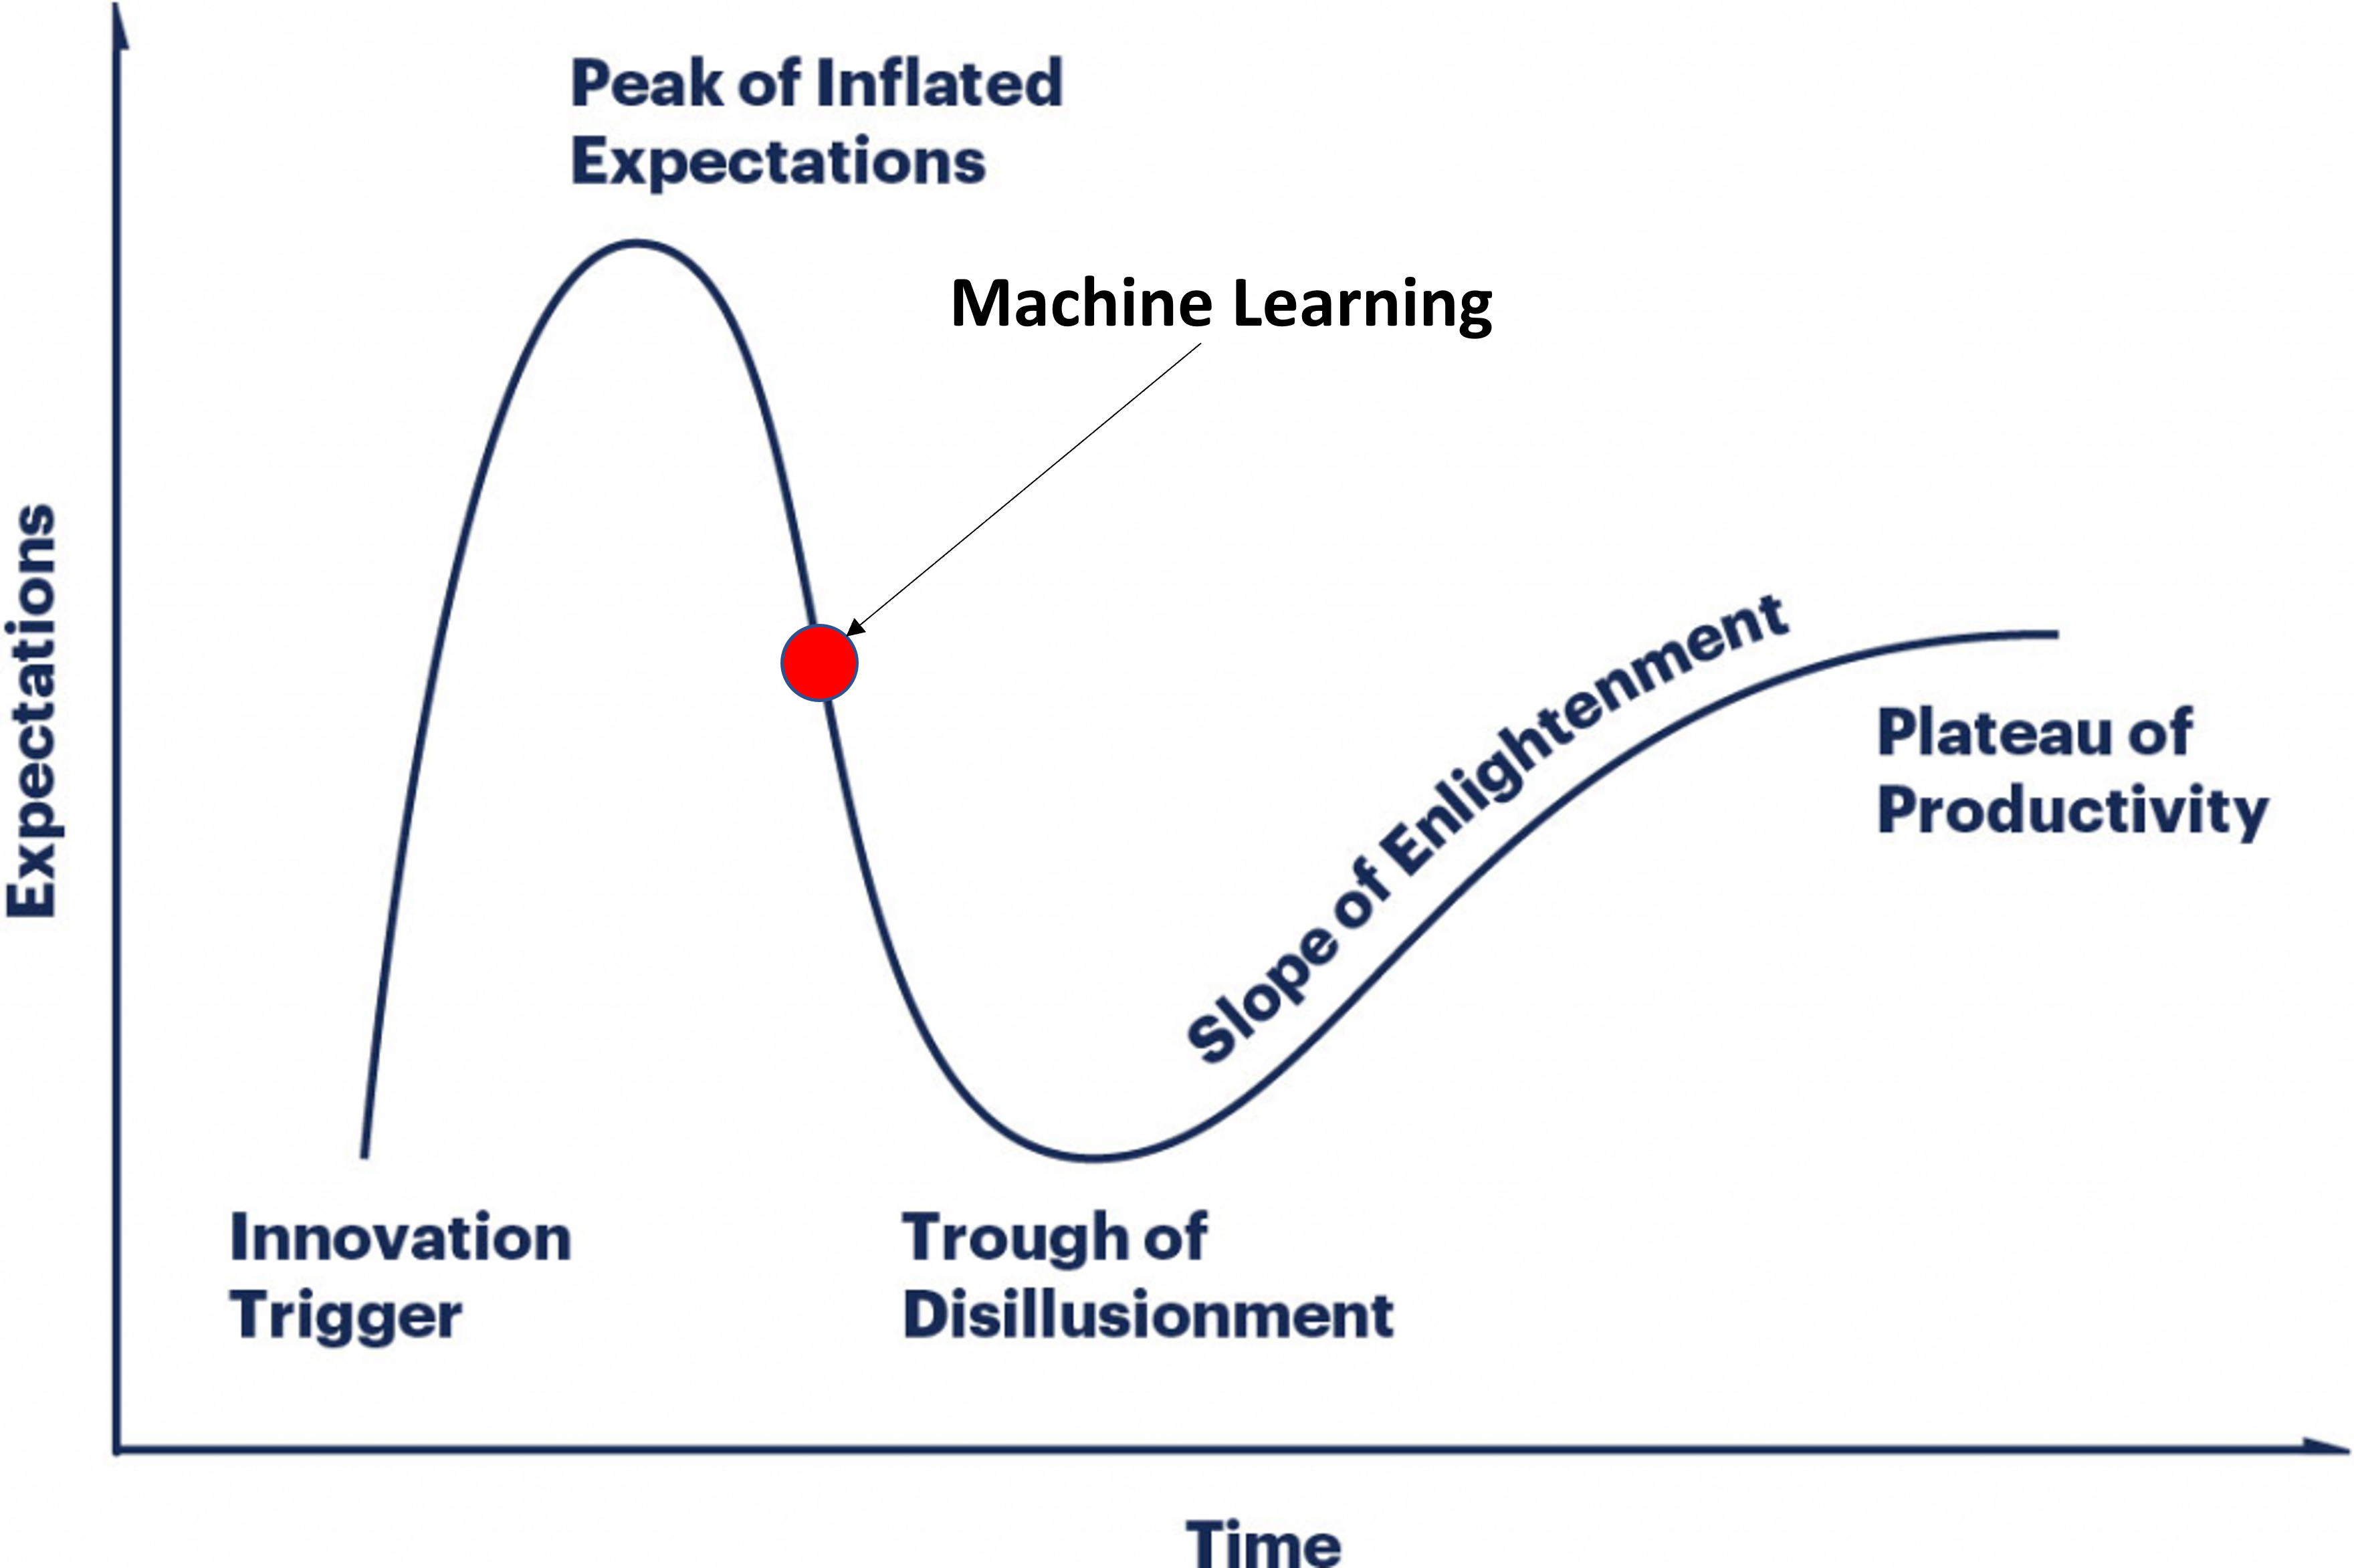 Peak of Inflated
Expectations
Machine Learning
Expectations
Slope of Enlightenment
Plateau of
Productivity
Innovation
Trigger
Trough of
Disillusionment
Time